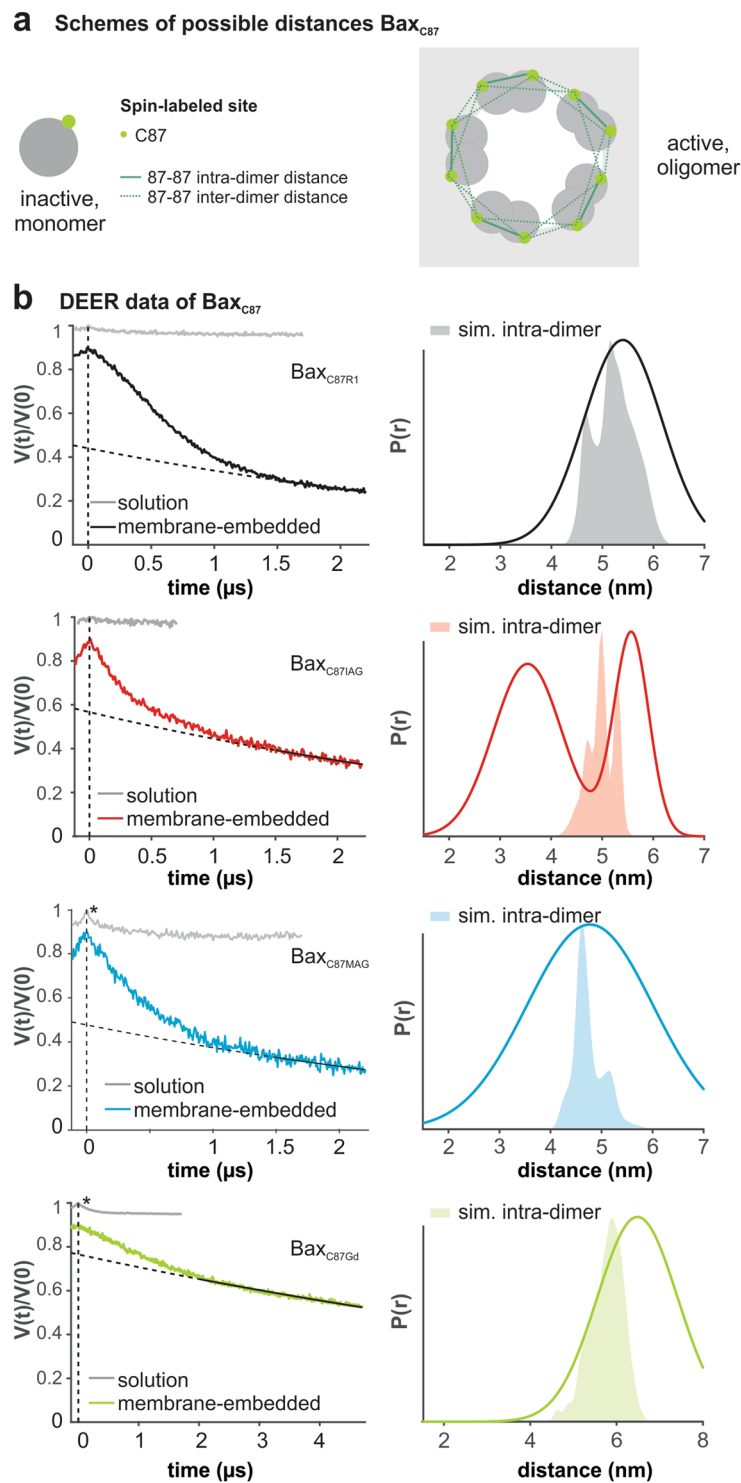 a Schemes of possible distances BaxC87
Spin-labeled site
C87
87-87 intra-dimer distance
87-87 inter-dimer distance
inactive,
monomer
active,
oligomer
b DEER data of BaxC87
1
0.8
0.6
0.4
0.2
0
V(t)/V(0)
BaxC87R1
solution
membrane-embedded
0 0.5 1 1.5 2
time (µs)
sim. intra-dimer
P(r)
2 3 4 5 6 7
distance (nm)
1
0.8
0.6
0.4
0.2
0
V(t)/V(0)
BaxC87IAG
solution
membrane-embedded
0 0.5 1 1.5 2
time (µs)
sim. intra-dimer
P(r)
2 3 4 5 6 7
distance (nm)
1
0.8
0.6
0.4
0.2
0
V(t)/V(0)
*
BaxC87MAG
solution
membrane-embedded
0 0.5 1 1.5 2
time (µs)
sim. intra-dimer
P(r)
2 3 4 5 6 7
distance (nm)
1
0.8
0.6
0.4
0.2
0
V(t)/V(0)
*
BaxC87Gd
solution
membrane-embedded
0 1 2 3 4
time (µs)
sim. intra-dimer
P(r)
2 4 6 8
distance (nm)